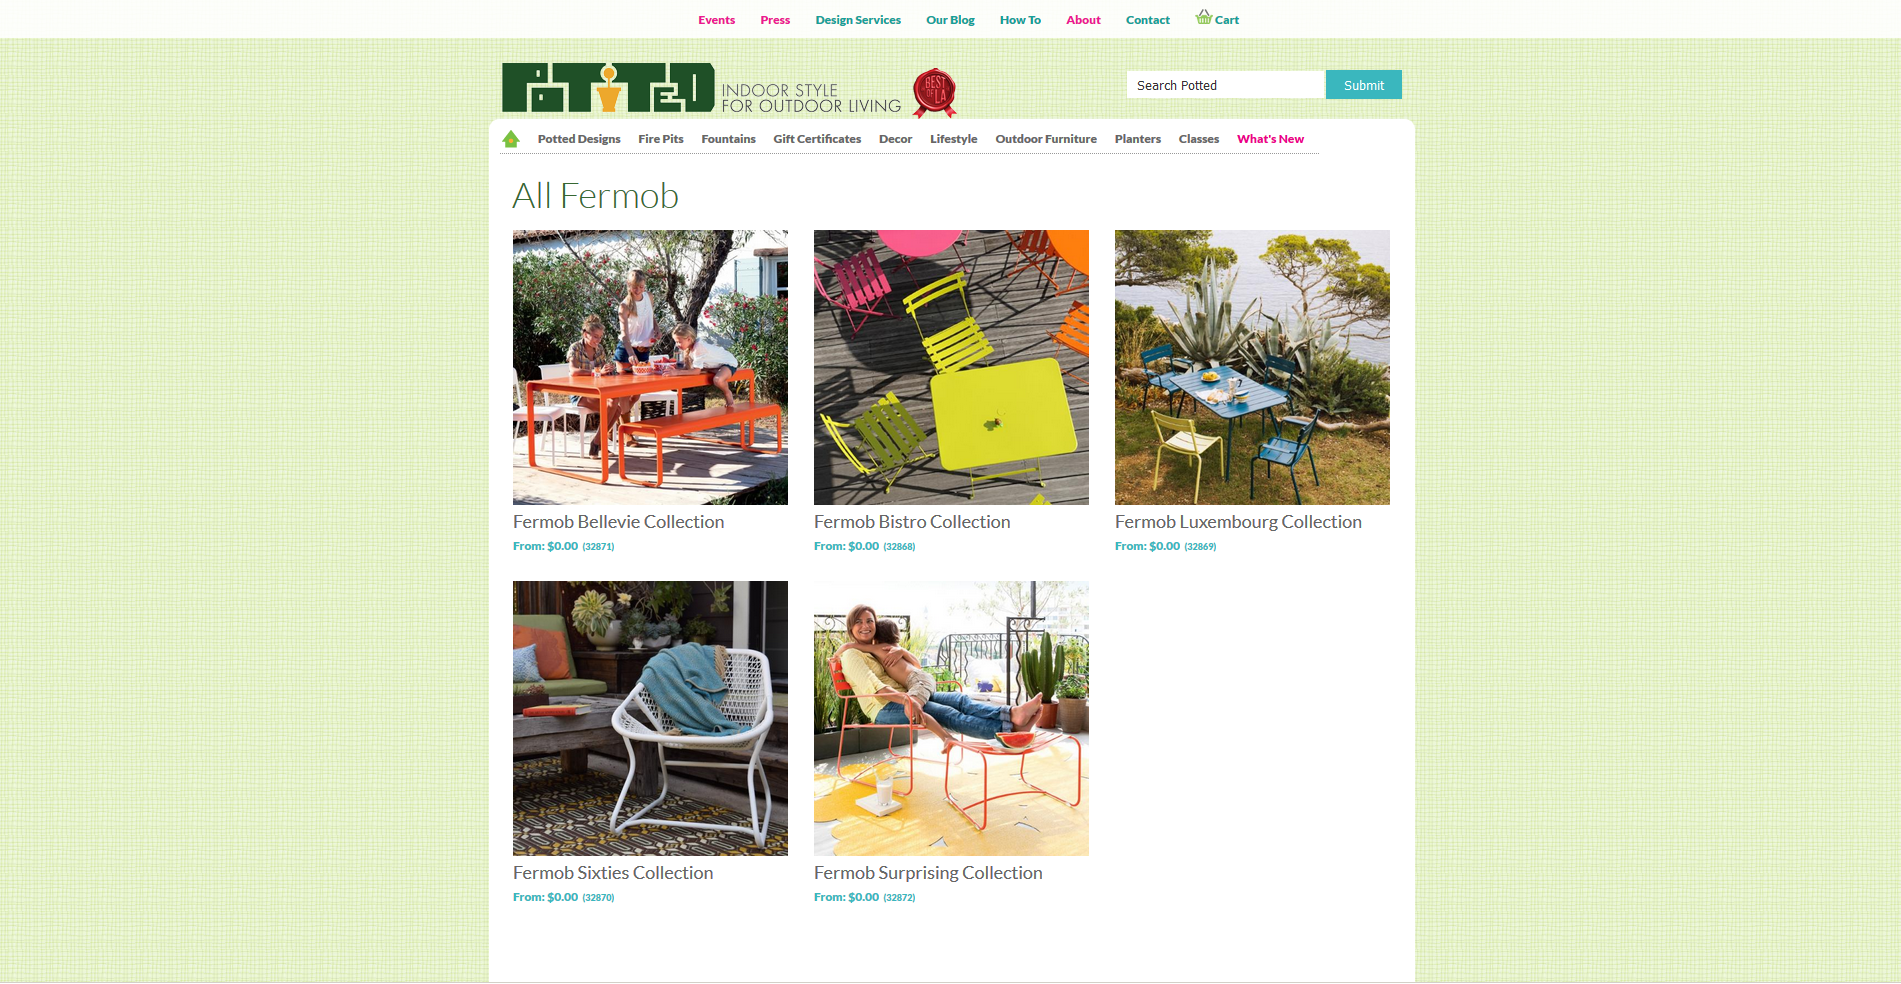 Events Press Design Services Our Blog How To About Contact Cart
POTTED INDOOR STYLE
FOR OUTDOOR LIVING
BEST
OF LA
Search Potted Submit
Potted Designs Fire Pits Fountains Gift Certificates Decor Lifestyle Outdoor Furniture Planters Classes What's New
All Fermob
Fermob Bellevie Collection
From: $0.00 (32871)
Fermob Bistro Collection
From: $0.00 (32868)
Fermob Luxembourg Collection
From: $0.00 (32869)
Fermob Sixties Collection
From: $0.00 (32870)
Fermob Surprising Collection
From: $0.00 (32872)